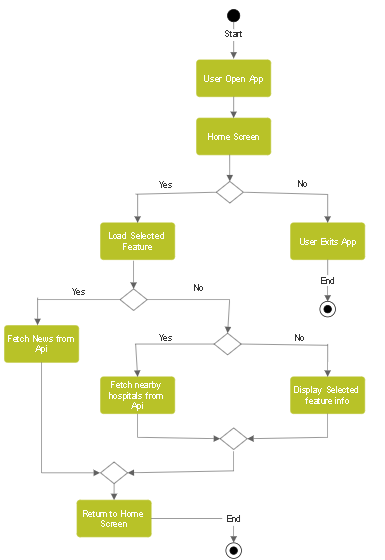 Start
User Open App
Home Screen
Yes
No
Load Selected
Feature
User Exits App
End
Yes
No
Fetch News from
Api
Yes
No
Fetch nearby
hospitals from
Api
Display Selected
feature info
Return to Home
Screen
End